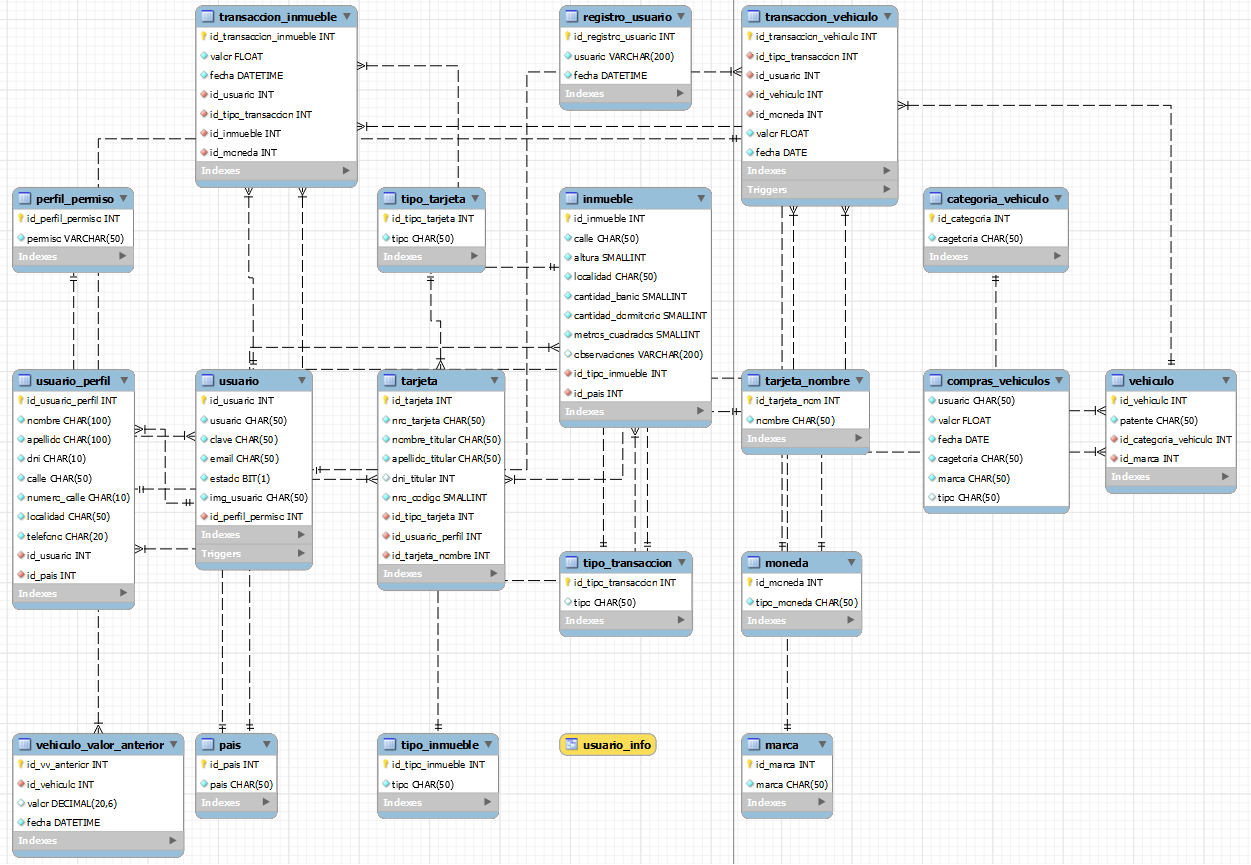 transaccion_inmueble
id_transaccion_inmueble INT
valor FLOAT
fecha DATETIME
id_usuario INT
id_tipo_transaccion INT
id_inmueble INT
id_moneda INT
Indexes
registro_usuario
id_registro_usuario INT
usuario VARCHAR(200)
fecha DATETIME
Indexes
transaccion_vehiculo
id_transaccion_vehiculo INT
id_tipo_transaccion INT
id_usuario INT
id_vehiculo INT
id_moneda INT
valor FLOAT
fecha DATE
Indexes
Triggers
perfil_permiso
id_perfil_permiso INT
permiso VARCHAR(50)
Indexes
tipo_tarjeta
id_tipo_tarjeta INT
tipo CHAR(50)
Indexes
inmueble
id_inmueble INT
calle CHAR(50)
altura SMALLINT
localidad CHAR(50)
cantidad_banio SMALLINT
cantidad_dormitorio SMALLINT
metros_cuadrados SMALLINT
observaciones VARCHAR(200)
id_tipo_inmueble INT
id_pais INT
Indexes
categoria_vehiculo
id_categoria INT
cagetoria CHAR(50)
Indexes
usuario_perfil
id_usuario_perfil INT
nombre CHAR(100)
apellido CHAR(100)
dni CHAR(10)
calle CHAR(50)
numero_calle CHAR(10)
localidad CHAR(50)
telefono CHAR(20)
id_usuario INT
id_pais INT
Indexes
usuario
id_usuario INT
usuario CHAR(50)
clave CHAR(50)
email CHAR(50)
estado BIT(1)
img_usuario CHAR(50)
id_perfil_permiso INT
Indexes
Triggers
tarjeta
id_tarjeta INT
nro_tarjeta CHAR(50)
nombre_titular CHAR(50)
apellido_titular CHAR(50)
dni_titular INT
nro_codigo SMALLINT
id_tipo_tarjeta INT
id_usuario_perfil INT
id_tarjeta_nombre INT
Indexes
tarjeta_nombre
id_tarjeta_nom INT
nombre CHAR(50)
Indexes
compras_vehiculos
usuario CHAR(50)
valor FLOAT
fecha DATE
cagetoria CHAR(50)
marca CHAR(50)
tipo CHAR(50)
vehiculo
id_vehiculo INT
patente CHAR(50)
id_categoria_vehiculo INT
id_marca INT
Indexes
tipo_transaccion
id_tipo_transaccion INT
tipo CHAR(50)
Indexes
moneda
id_moneda INT
tipo_moneda CHAR(50)
Indexes
vehiculo_valor_anterior
id_vv_anterior INT
id_vehiculo INT
valor DECIMAL(20,6)
fecha DATETIME
Indexes
pais
id_pais INT
pais CHAR(50)
Indexes
tipo_inmueble
id_tipo_inmueble INT
tipo CHAR(50)
Indexes
usuario_info
marca
id_marca INT
marca CHAR(50)
Indexes